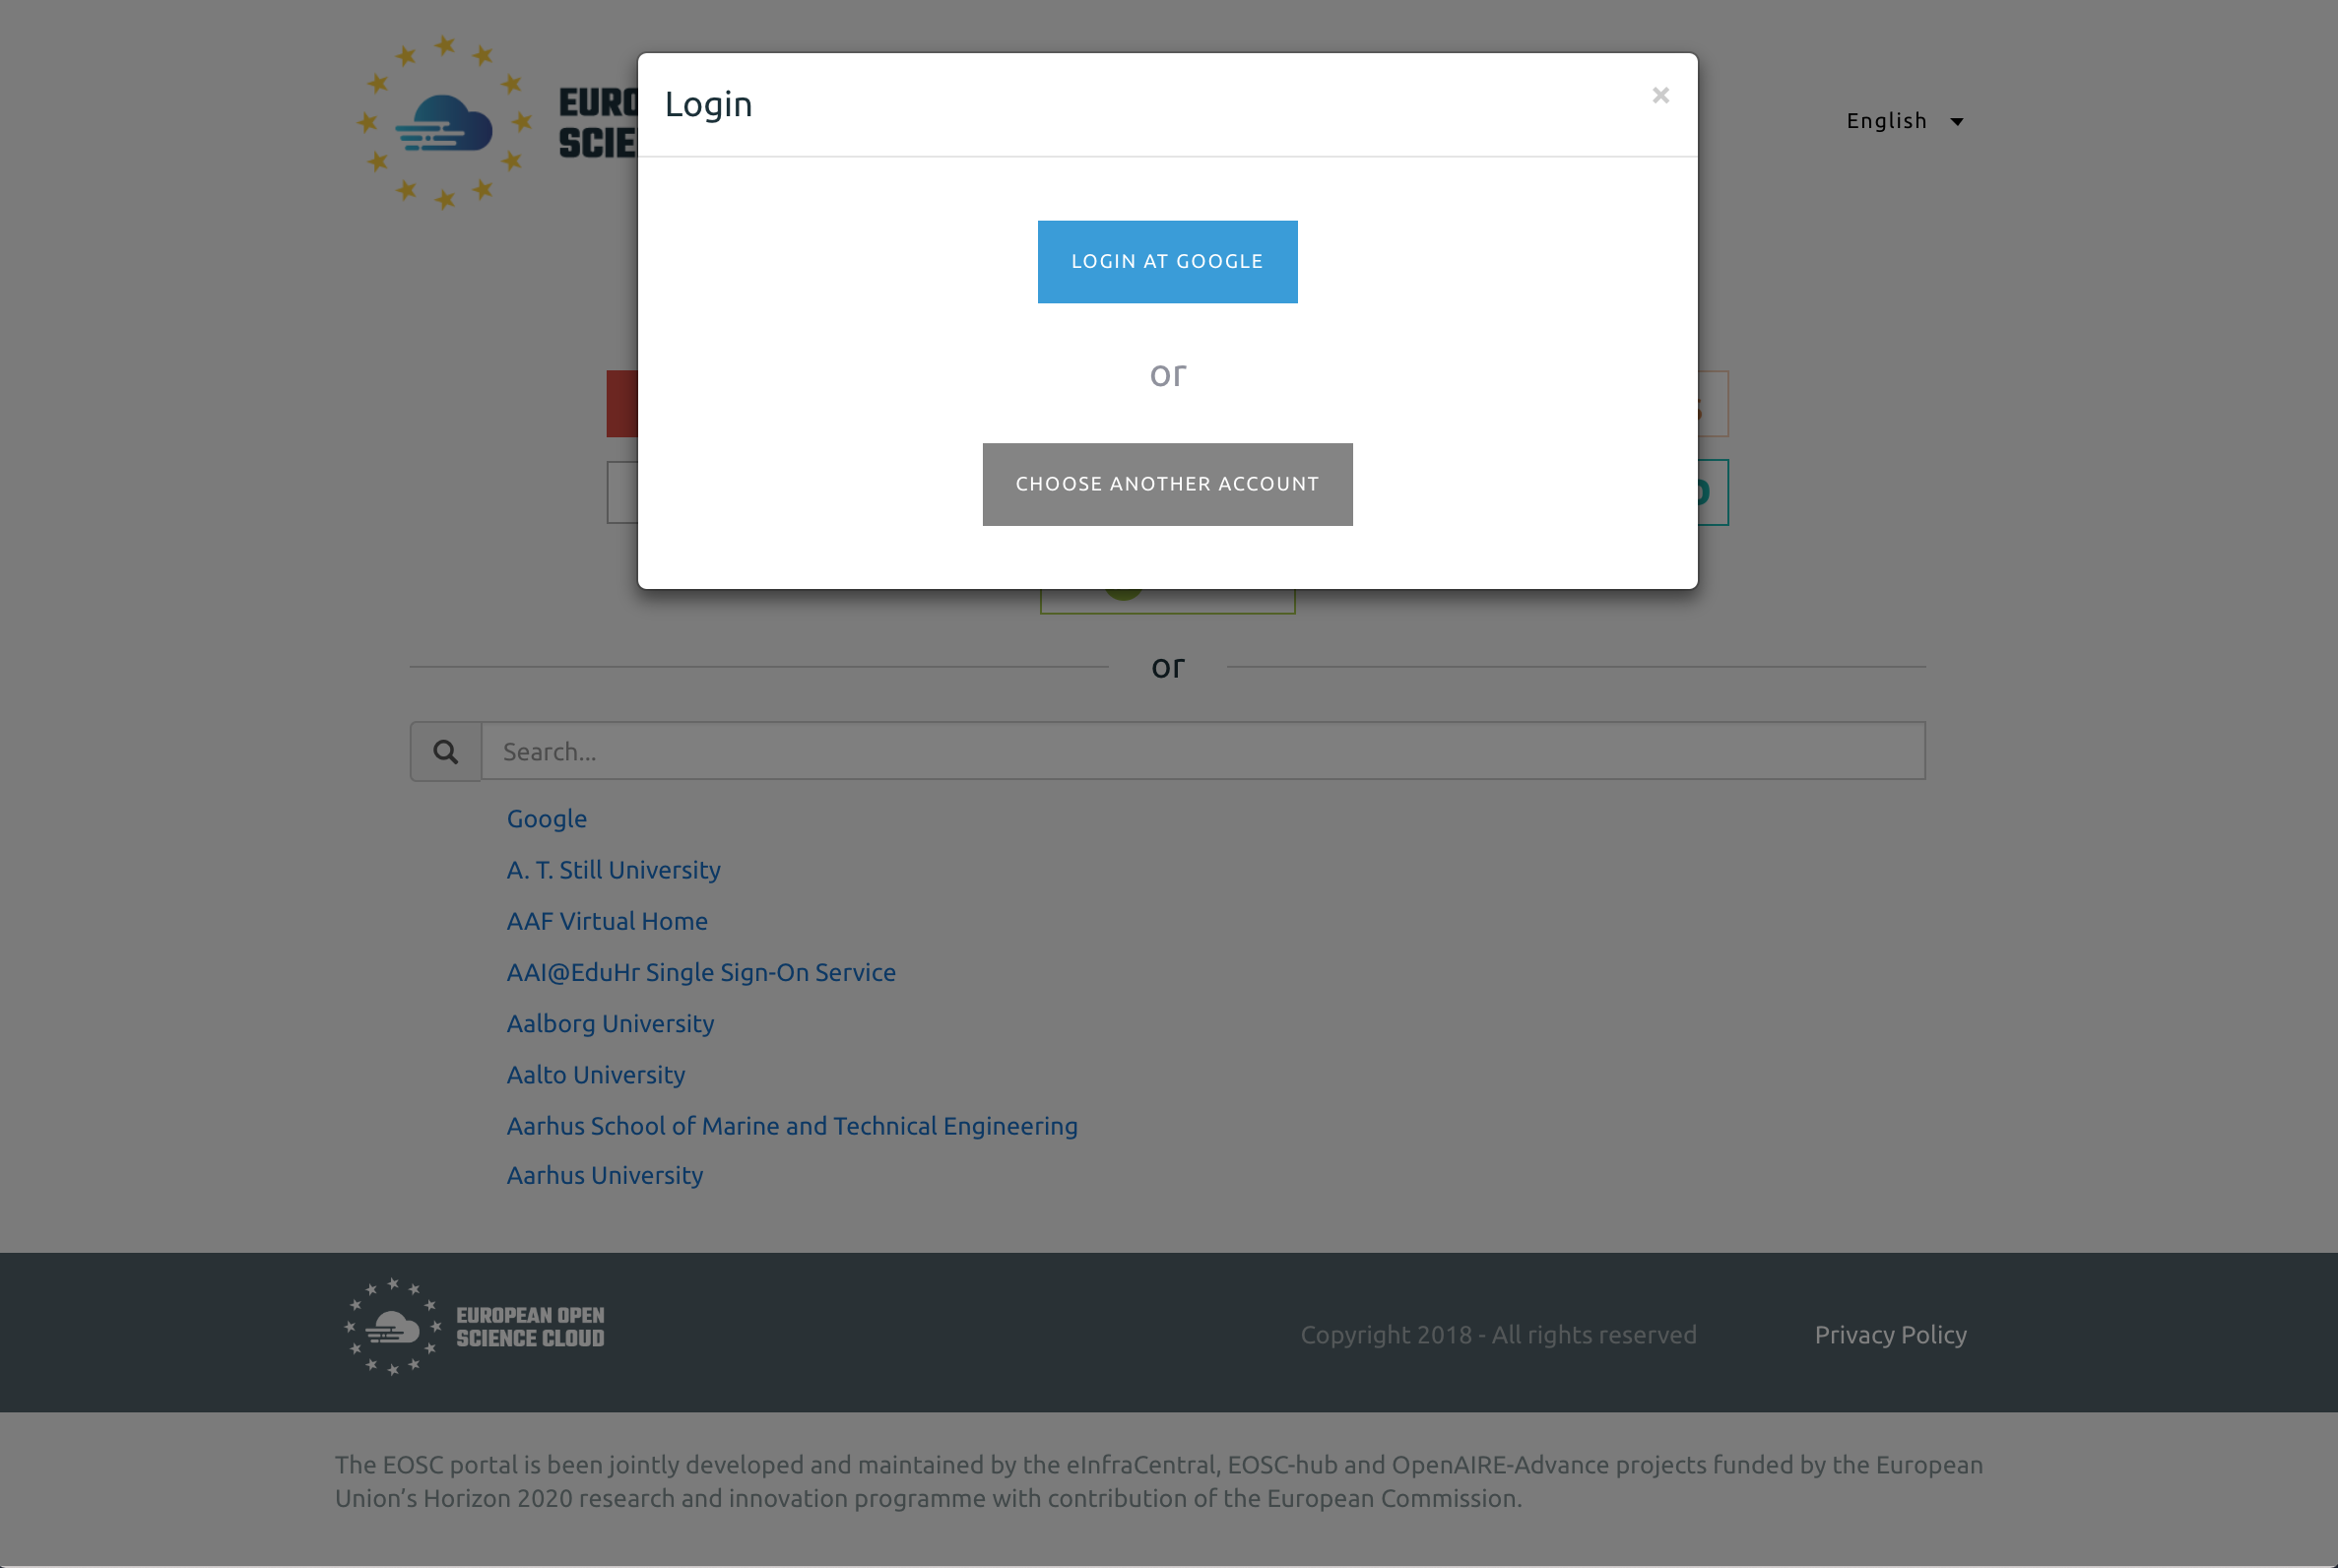 Login
×
English
LOGIN AT GOOGLE
or
CHOOSE ANOTHER ACCOUNT
or
Search...
Google
A. T. Still University
AAF Virtual Home
AAI@EduHr Single Sign-On Service
Aalborg University
Aalto University
Aarhus School of Marine and Technical Engineering
Aarhus University
EUROPEAN OPEN
SCIENCE CLOUD
Copyright 2018 - All rights reserved
Privacy Policy
The EOSC portal is been jointly developed and maintained by the eInfraCentral, EOSC-hub and OpenAIRE-Advance projects funded by the European
Union’s Horizon 2020 research and innovation programme with contribution of the European Commission.